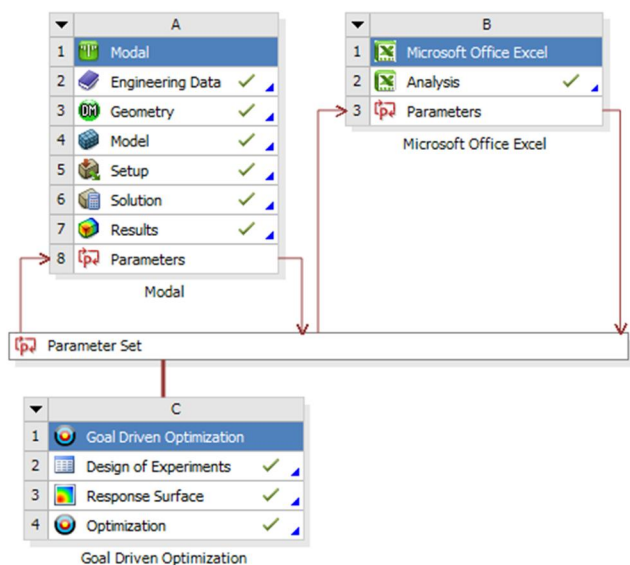 A
1 Modal
2 Engineering Data
3 Geometry
4 Model
5 Setup
6 Solution
7 Results
8 Parameters
Modal
B
1 Microsoft Office Excel
2 Analysis
3 Parameters
Microsoft Office Excel
Parameter Set
C
1 Goal Driven Optimization
2 Design of Experiments
3 Response Surface
4 Optimization
Goal Driven Optimization